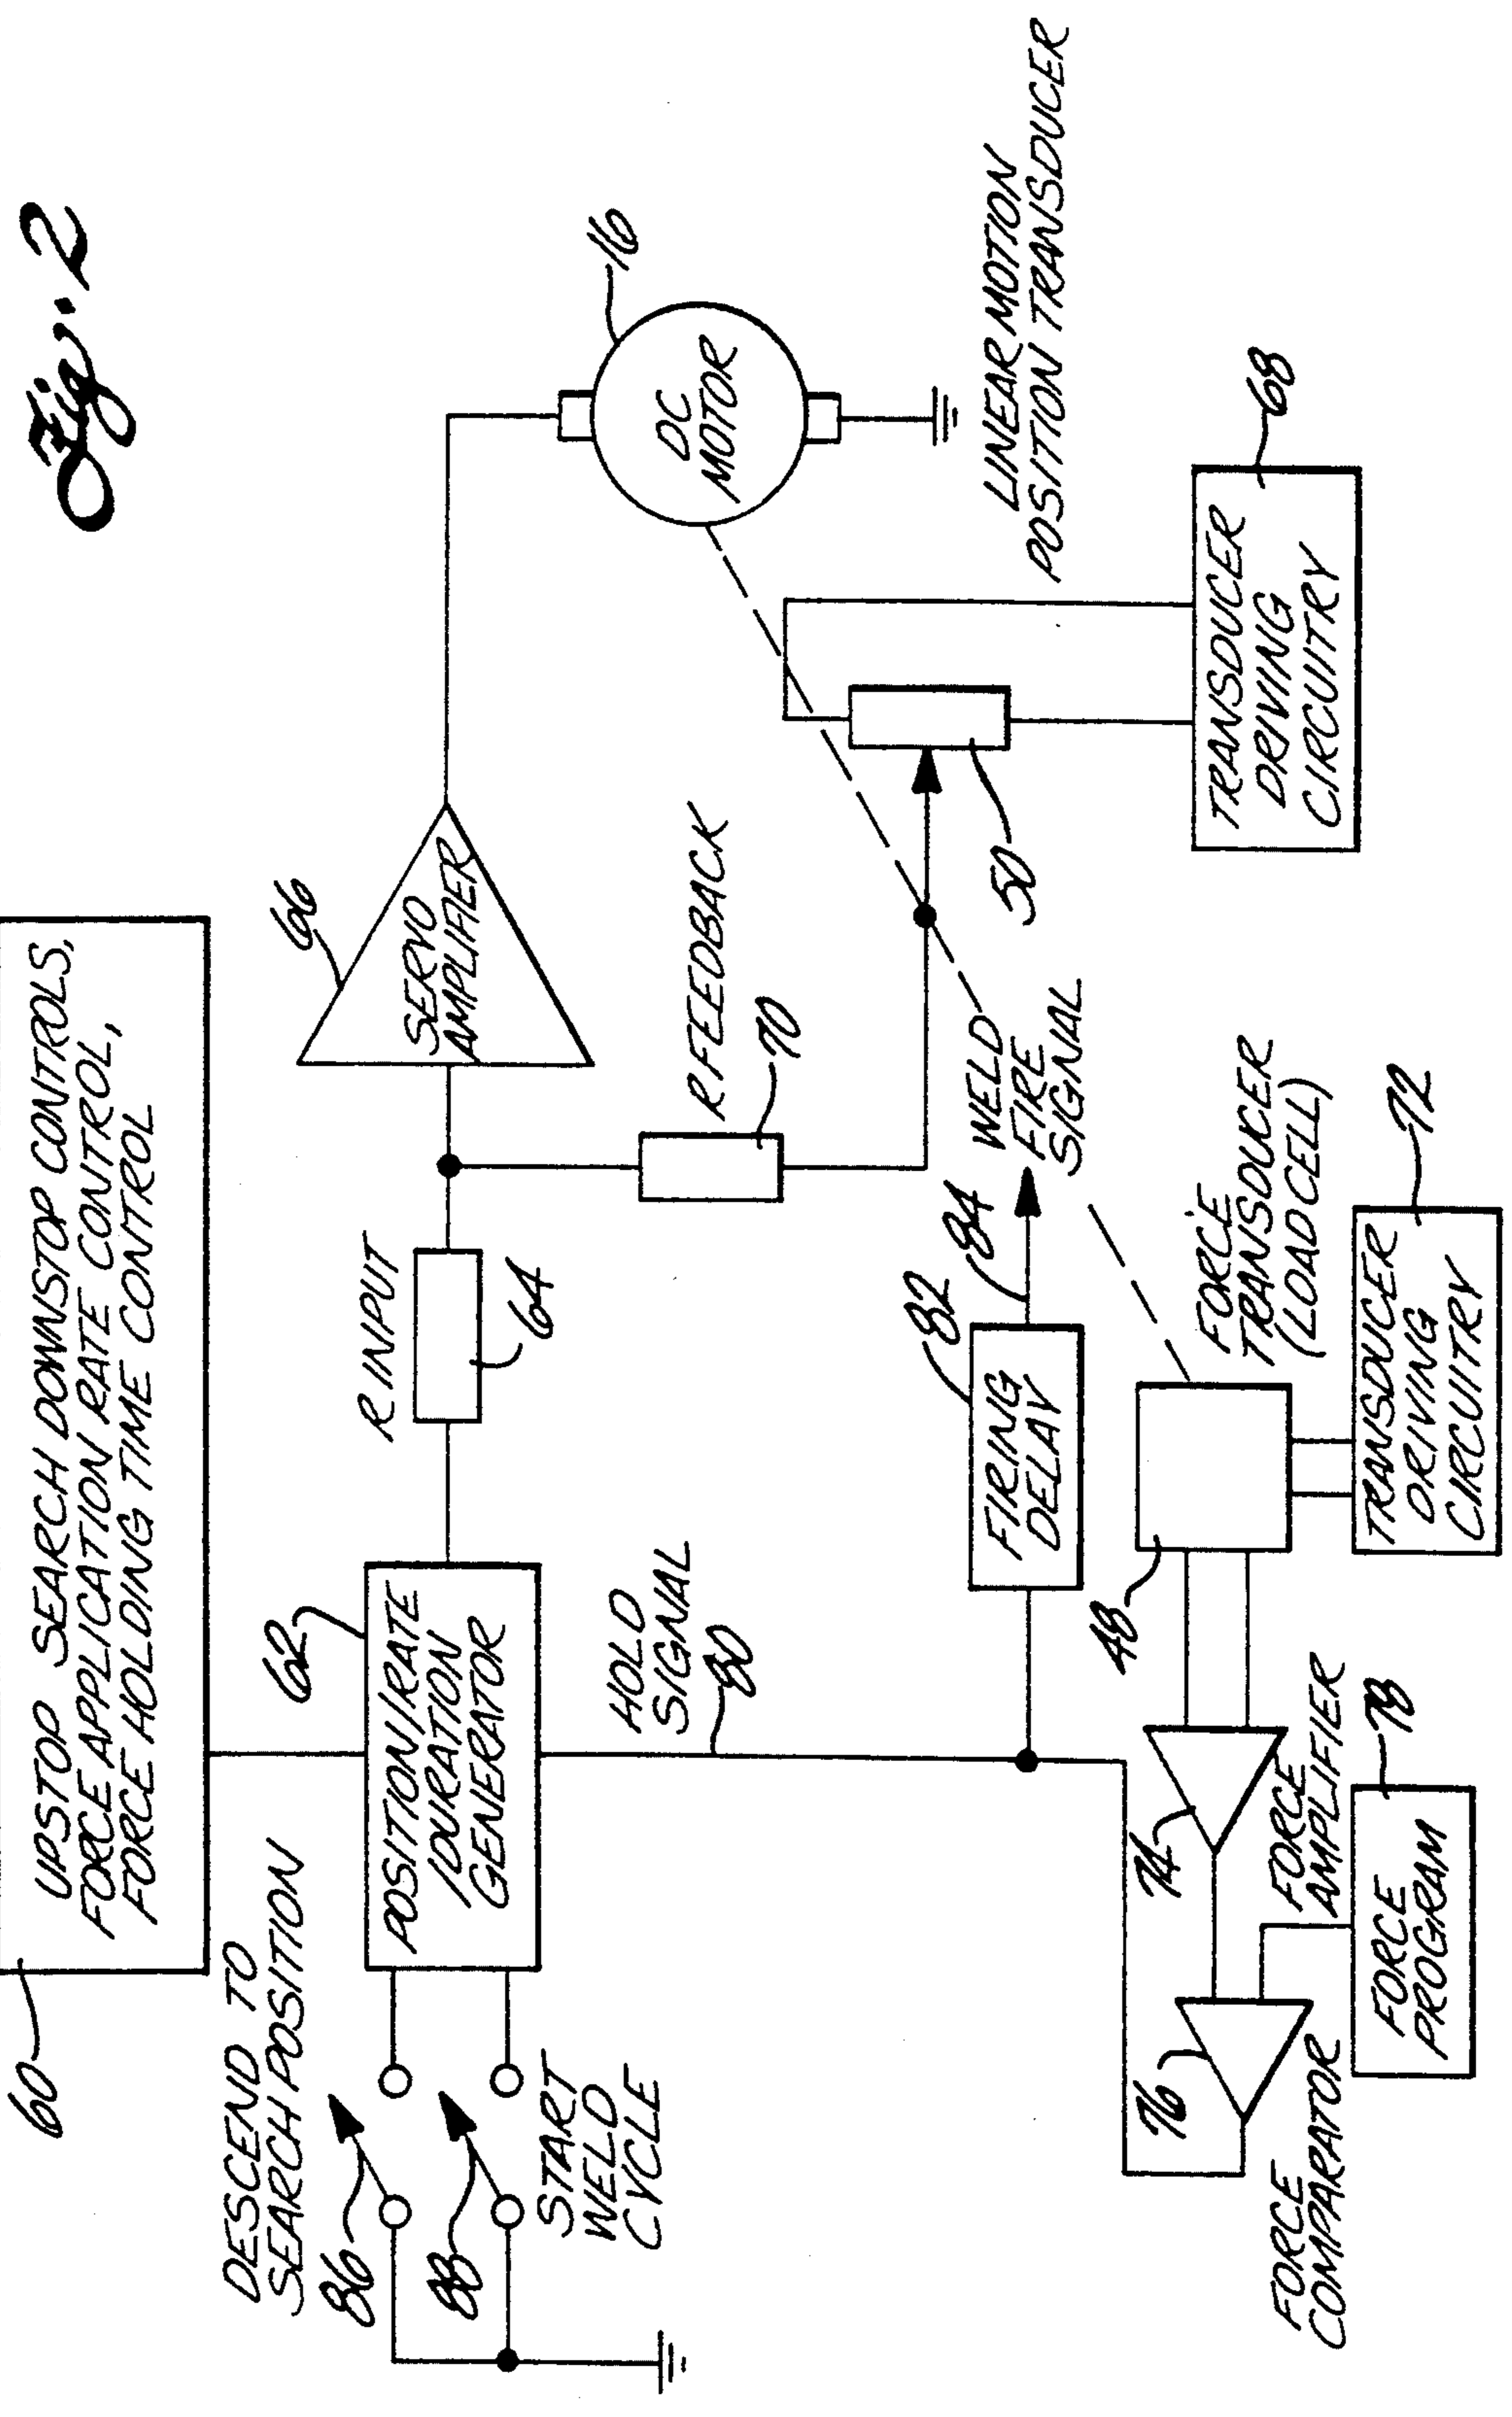 Fig. 2
60
UPSTOP SEARCH DOWNSTOP CONTROLS,
FORCE APPLICATION RATE CONTROL,
FORCE HOLDING TIME CONTROL
DESCEND TO
SEARCH POSITION
86
88
START
WELD
CYCLE
62
POSITION/RATE
/DURATION
GENERATOR
R INPUT
64
66
SERVO
AMPLIFIER
16
DC
MOTOR
R FEEDBACK
70
LINEAR MOTION
POSITION TRANSDUCER
50
68
TRANSDUCER
DRIVING
CIRCUITRY
HOLD
SIGNAL
80
82
FIRING
DELAY
84
WELD
FIRE
SIGNAL
48
FORCE
TRANSDUCER
(LOAD CELL)
72
TRANSDUCER
DRIVING
CIRCUITRY
74
FORCE
AMPLIFIER
76
FORCE
COMPARATOR
78
FORCE
PROGRAM